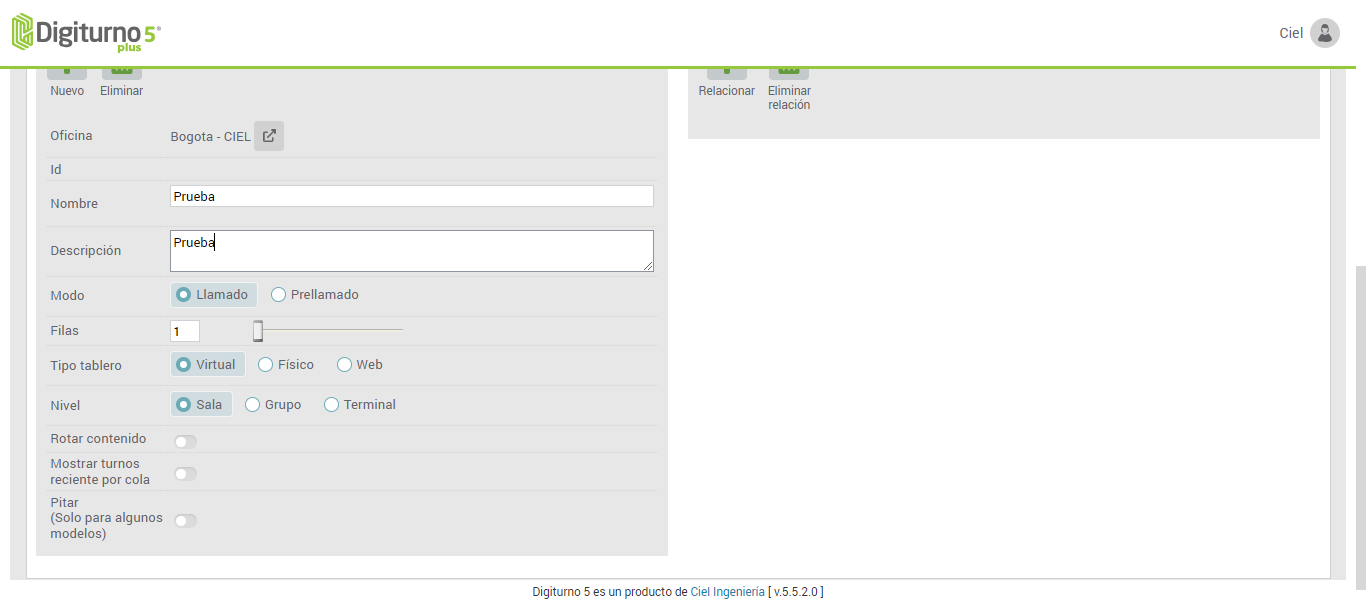 Digiturno 5®
plus
Ciel
Nuevo Eliminar
Relacionar Eliminar
relación
Oficina Bogota - CIEL
Id
Nombre Prueba
Descripción Prueba
Modo Llamado Prellamado
Filas 1
Tipo tablero Virtual Físico Web
Nivel Sala Grupo Terminal
Rotar contenido
Mostrar turnos
reciente por cola
Pitar
(Solo para algunos
modelos)
Digiturno 5 es un producto de Ciel Ingeniería [ v.5.5.2.0 ]